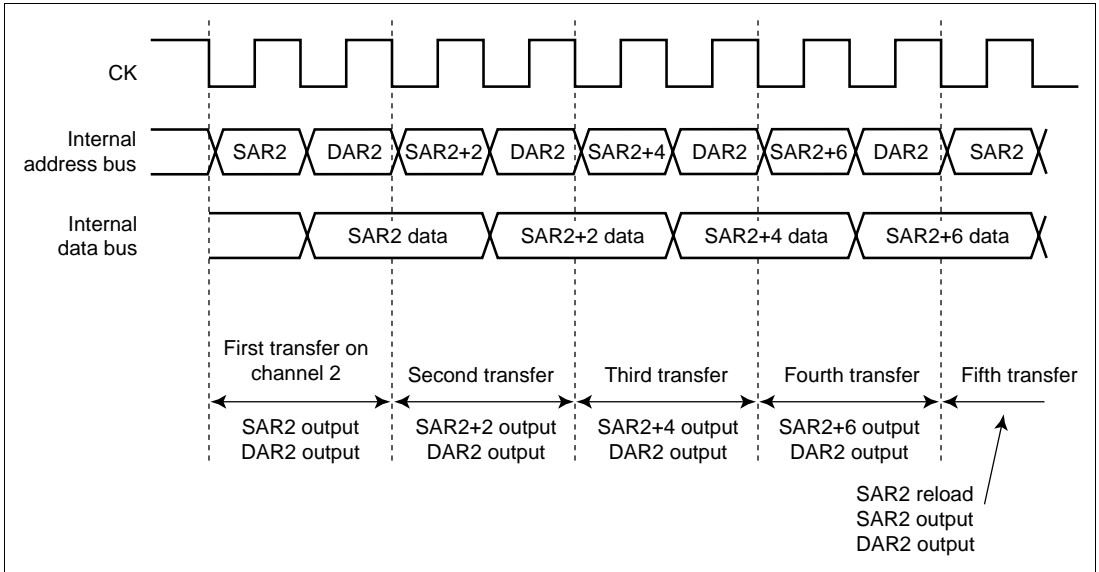 CK
Internal
address bus
SAR2 DAR2 SAR2+2 DAR2 SAR2+4 DAR2 SAR2+6 DAR2 SAR2
Internal
data bus
SAR2 data SAR2+2 data SAR2+4 data SAR2+6 data
First transfer on
channel 2
Second transfer
Third transfer
Fourth transfer
Fifth transfer
SAR2 output
DAR2 output
SAR2+2 output
DAR2 output
SAR2+4 output
DAR2 output
SAR2+6 output
DAR2 output
SAR2 reload
SAR2 output
DAR2 output